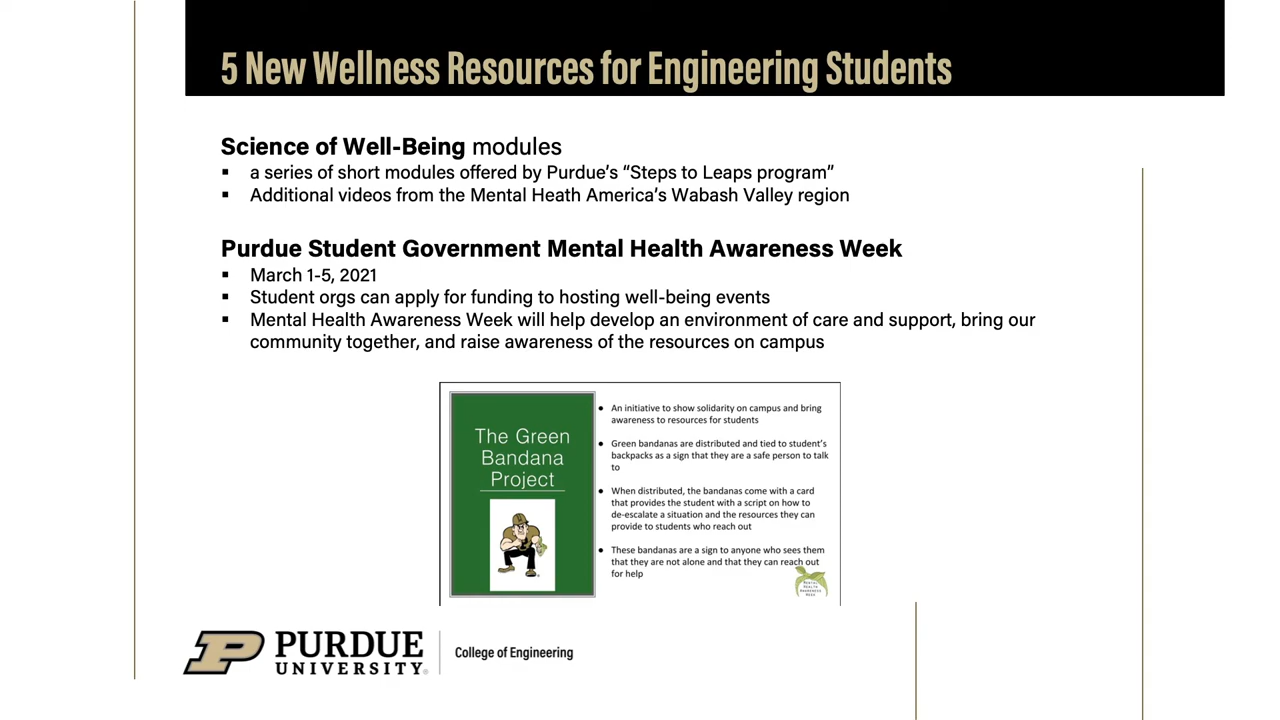 5 New Wellness Resources for Engineering Students
Science of Well-Being modules
▪ a series of short modules offered by Purdue’s “Steps to Leaps program”
▪ Additional videos from the Mental Heath America’s Wabash Valley region
Purdue Student Government Mental Health Awareness Week
▪ March 1-5, 2021
▪ Student orgs can apply for funding to hosting well-being events
▪ Mental Health Awareness Week will help develop an environment of care and support, bring our
community together, and raise awareness of the resources on campus
The Green
Bandana
Project
● An initiative to show solidarity on campus and bring
awareness to resources for students
● Green bandanas are distributed and tied to student’s
backpacks as a sign that they are a safe person to talk
to
● When distributed, the bandanas come with a card
that provides the student with a script on how to
de-escalate a situation and the resources they can
provide to students who reach out
● These bandanas are a sign to anyone who sees them
that they are not alone and that they can reach out
for help
MENTAL
HEALTH
AWARENESS
WEEK
P PURDUE
UNIVERSITY®
College of Engineering